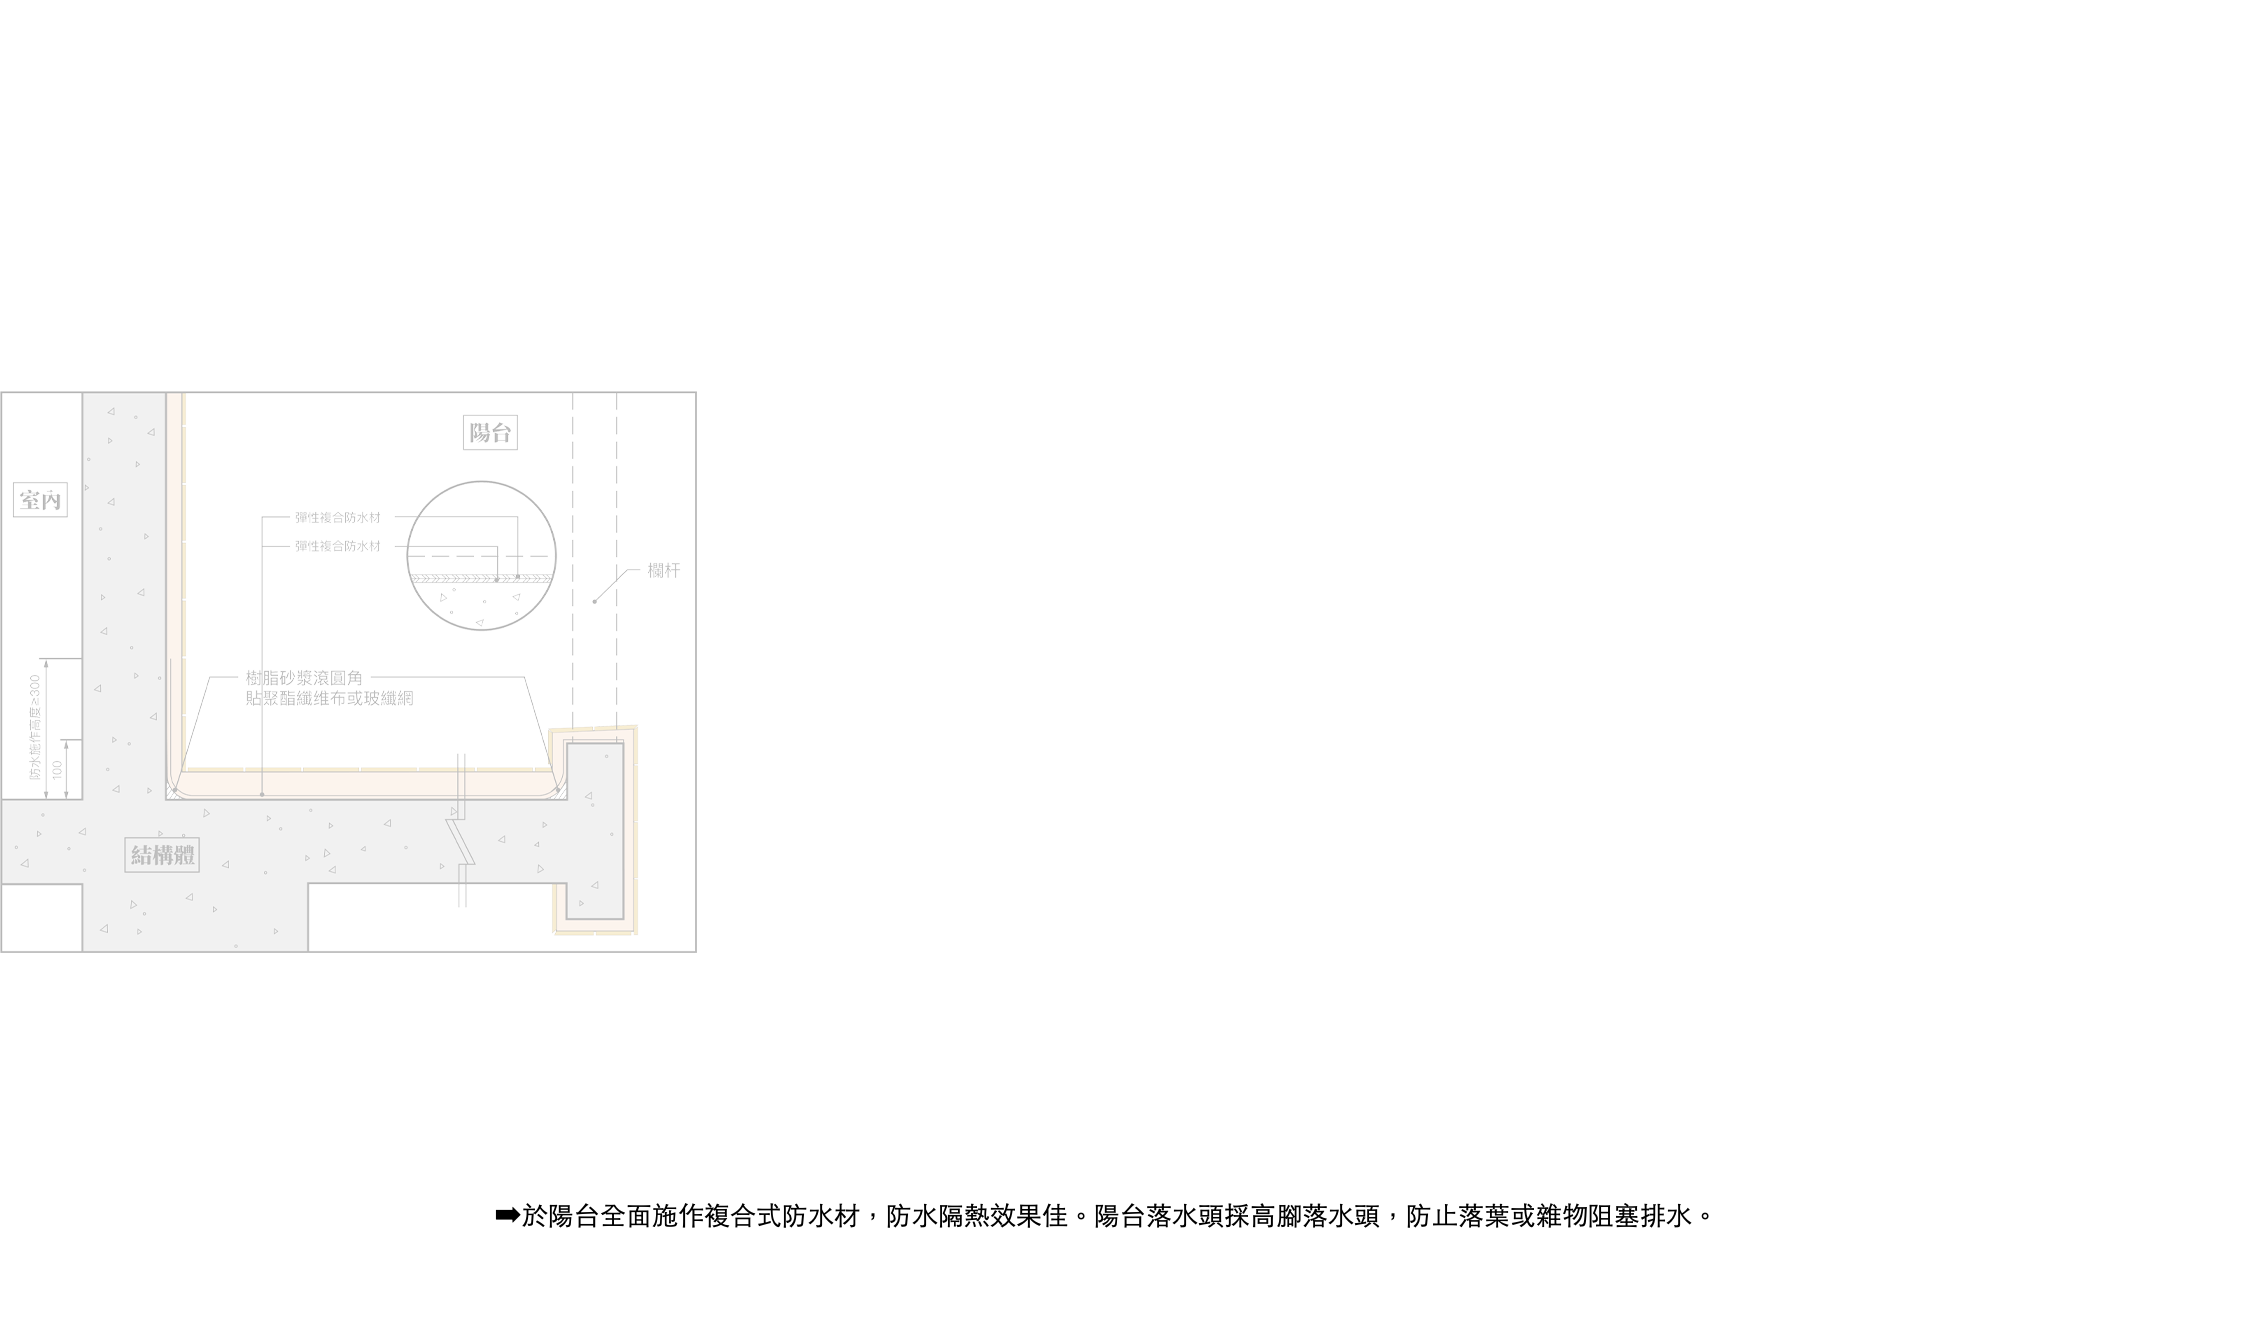 陽台
室內
彈性複合防水材
彈性複合防水材
欄杆
樹脂砂漿滾圓角
貼聚酯纖维布或玻纖網
防水施作高度≥300
100
結構體
➡於陽台全面施作複合式防水材，防水隔熱效果佳。陽台落水頭採高腳落水頭，防止落葉或雜物阻塞排水。